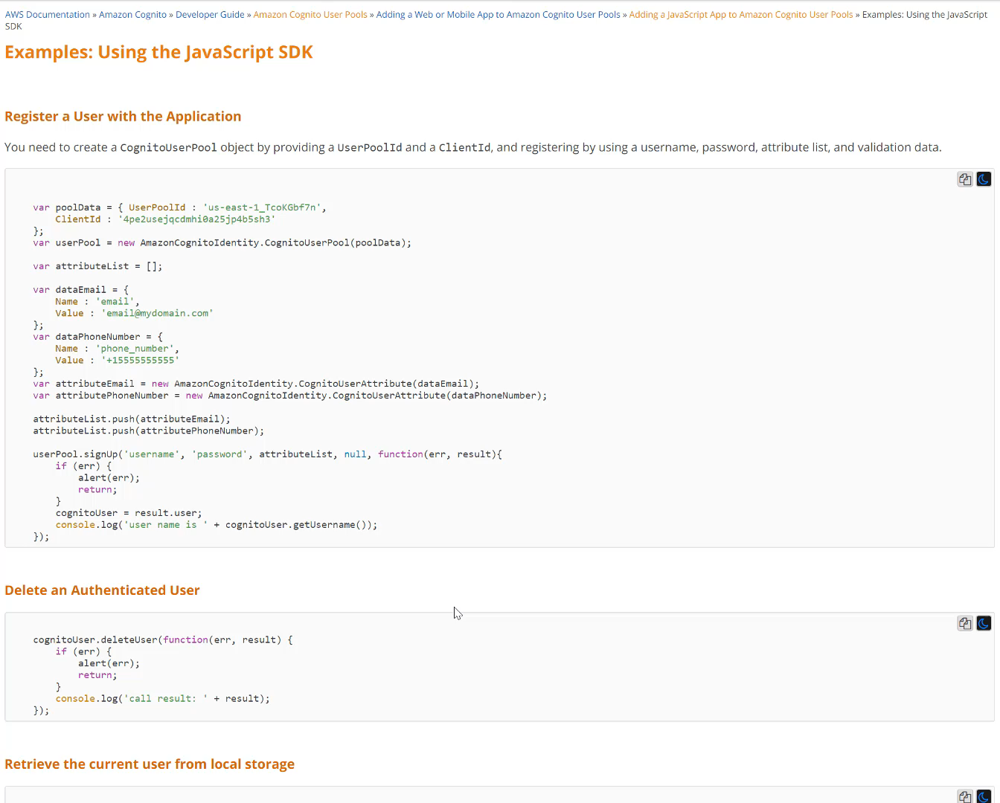 AWS Documentation » Amazon Cognito » Developer Guide » Amazon Cognito User Pools » Adding a Web or Mobile App to Amazon Cognito User Pools » Adding a JavaScript App to Amazon Cognito User Pools » Examples: Using the JavaScript
SDK
Examples: Using the JavaScript SDK
Register a User with the Application
You need to create a CognitoUserPool object by providing a UserPoolId and a ClientId, and registering by using a username, password, attribute list, and validation data.
var poolData = { UserPoolId : 'us-east-1_TcoKGbf7n',
    ClientId : '4pe2usejqcdmhi0a25jp4b5sh3'
};
var userPool = new AmazonCognitoIdentity.CognitoUserPool(poolData);
var attributeList = [];
var dataEmail = {
    Name : 'email',
    Value : 'email@mydomain.com'
};
var dataPhoneNumber = {
    Name : 'phone_number',
    Value : '+15555555555'
};
var attributeEmail = new AmazonCognitoIdentity.CognitoUserAttribute(dataEmail);
var attributePhoneNumber = new AmazonCognitoIdentity.CognitoUserAttribute(dataPhoneNumber);
attributeList.push(attributeEmail);
attributeList.push(attributePhoneNumber);
userPool.signUp('username', 'password', attributeList, null, function(err, result){
    if (err) {
        alert(err);
        return;
    }
    cognitoUser = result.user;
    console.log('user name is ' + cognitoUser.getUsername());
});
Delete an Authenticated User
cognitoUser.deleteUser(function(err, result) {
    if (err) {
        alert(err);
        return;
    }
    console.log('call result: ' + result);
});
Retrieve the current user from local storage